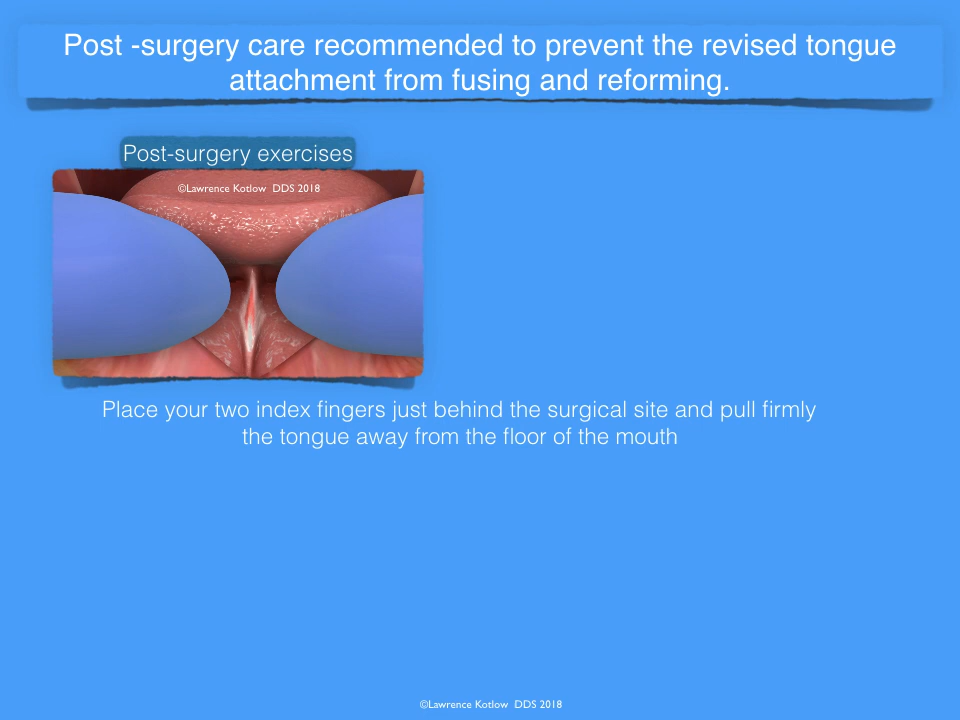 Post -surgery care recommended to prevent the revised tongue
attachment from fusing and reforming.
Post-surgery exercises
©Lawrence Kotlow DDS 2018
Place your two index fingers just behind the surgical site and pull firmly
the tongue away from the floor of the mouth
©Lawrence Kotlow DDS 2018